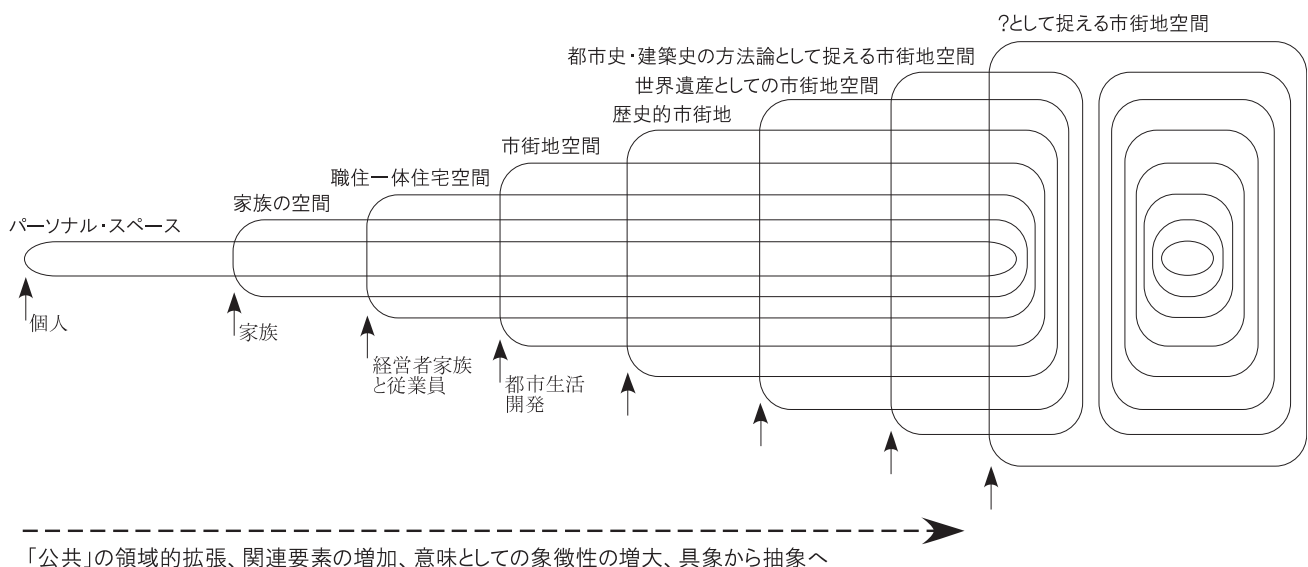 ?として捉える市街地空間
都市史・建築史の方法論として捉える市街地空間
世界遺産としての市街地空間
歴史的市街地
市街地空間
職住一体住宅空間
家族の空間
パーソナル・スペース
個人
家族
経営者家族
と従業員
都市生活
開発
「公共」の領域的拡張、関連要素の増加、意味としての象徴性の増大、具象から抽象へ